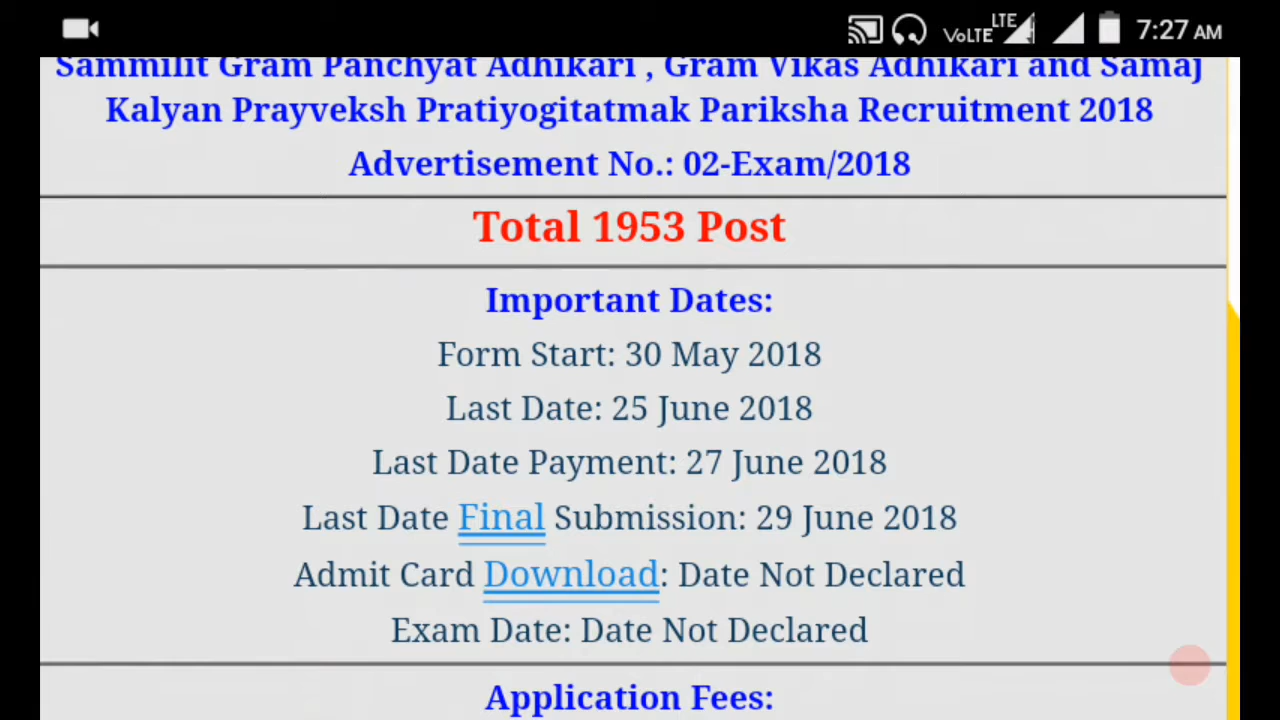 VoLTE LTE 7:27 AM
Sammilit Gram Panchyat Adhikari , Gram Vikas Adhikari and Samaj
Kalyan Prayveksh Pratiyogitatmak Pariksha Recruitment 2018
Advertisement No.: 02-Exam/2018
Total 1953 Post
Important Dates:
Form Start: 30 May 2018
Last Date: 25 June 2018
Last Date Payment: 27 June 2018
Last Date Final Submission: 29 June 2018
Admit Card Download: Date Not Declared
Exam Date: Date Not Declared
Application Fees: